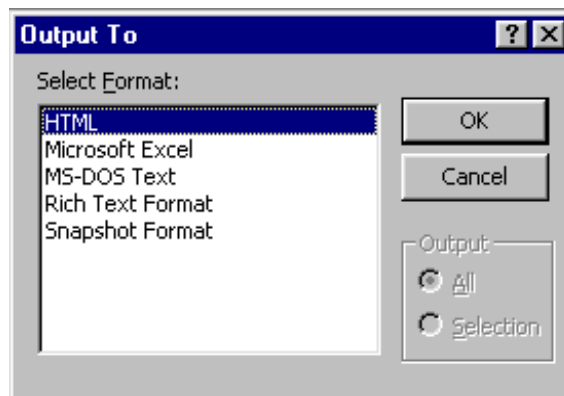 Output To
Select Format:
HTML
Microsoft Excel
MS-DOS Text
Rich Text Format
Snapshot Format
OK
Cancel
Output
All
Selection